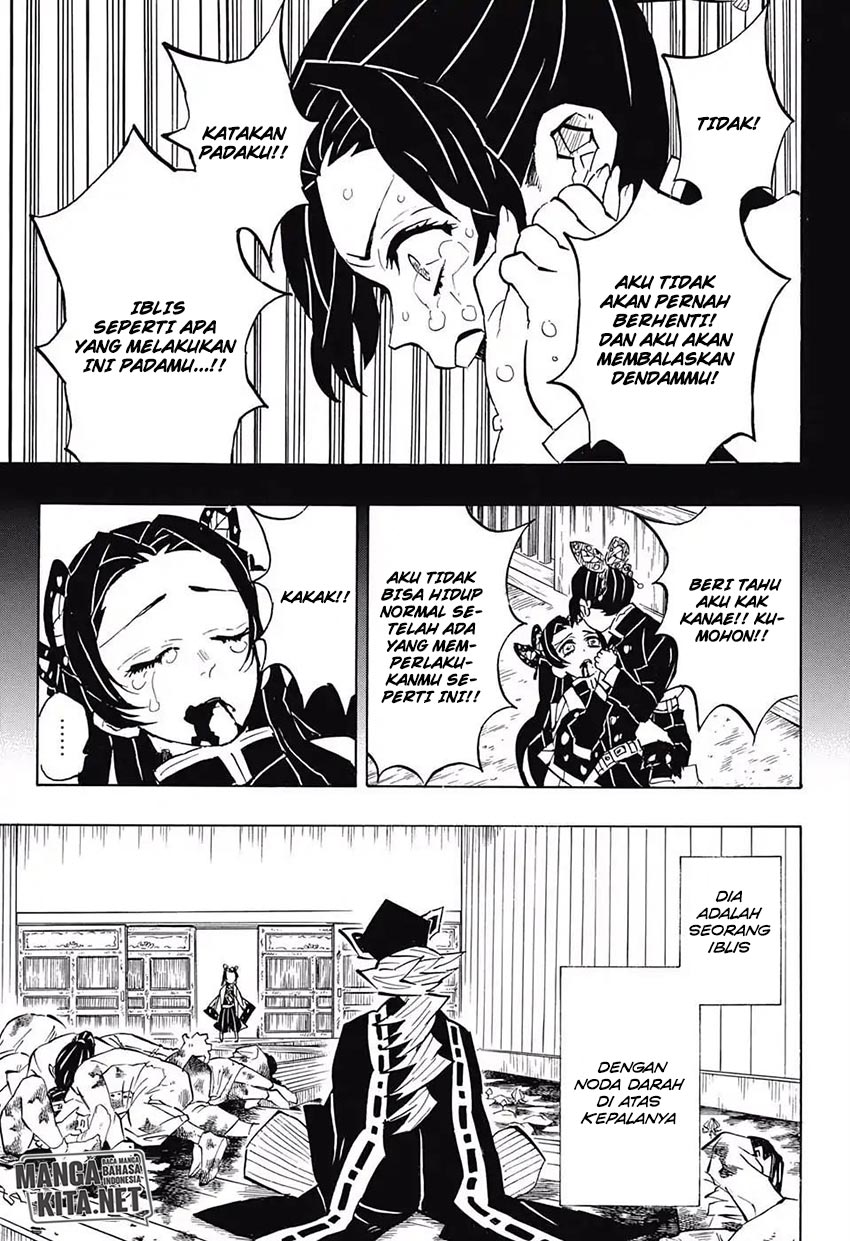 TIDAK!
AKU TIDAK
AKAN PERNAH
BERHENTI!
DAN AKU AKAN
MEMBALASKAN
DENDAMMU!
KATAKAN
PADAKU!!
IBLIS
SEPERTI APA
YANG MELAKUKAN
INI PADAMU...!!
BERI TAHU
AKU KAK
KANAE!! KU-
MOHON!!
AKU TIDAK
BISA HIDUP
NORMAL SE-
TELAH ADA
YANG MEM-
PERLAKU-
KANMU SE-
PERTI INI!!
KAKAK!!
......
DIA
ADALAH
SEORANG
IBLIS
DENGAN
NODA DARAH
DI ATAS
KEPALANYA
MANGA
KITA.NET
BACA MANGA
BAHASA
INDONESIA